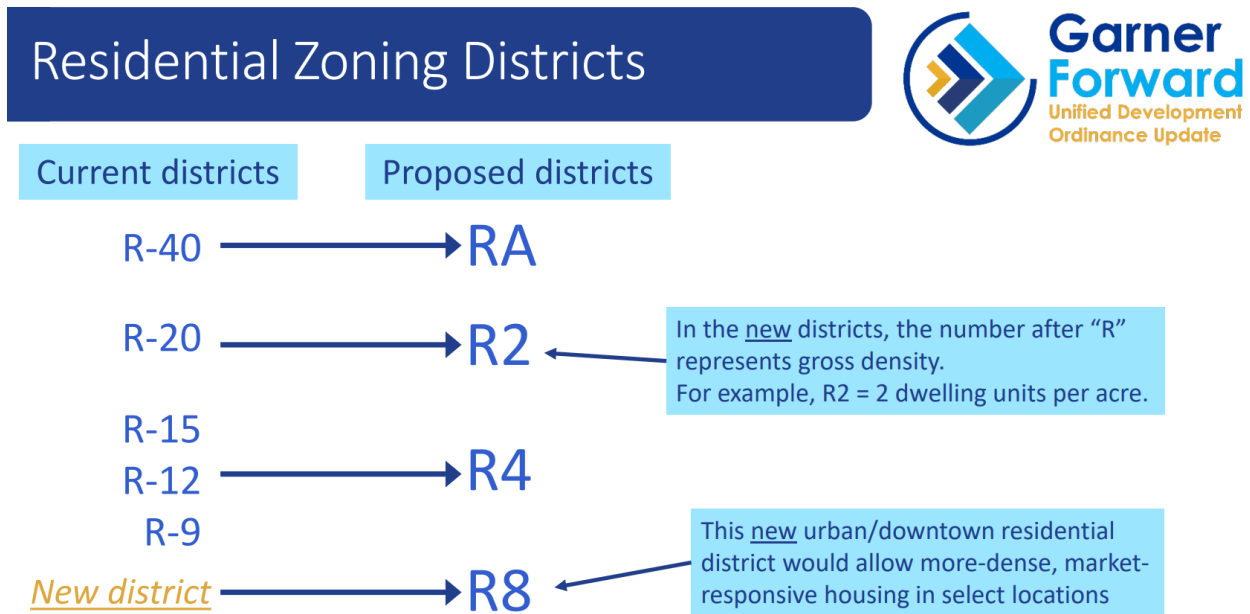 Residential Zoning Districts
Garner
Forward
Unified Development
Ordinance Update
Current districts
Proposed districts
R-40
RA
R-20
R2
In the new districts, the number after “R”
represents gross density.
For example, R2 = 2 dwelling units per acre.
R-15
R-12
R4
R-9
This new urban/downtown residential
district would allow more-dense, market-
responsive housing in select locations
New district
R8